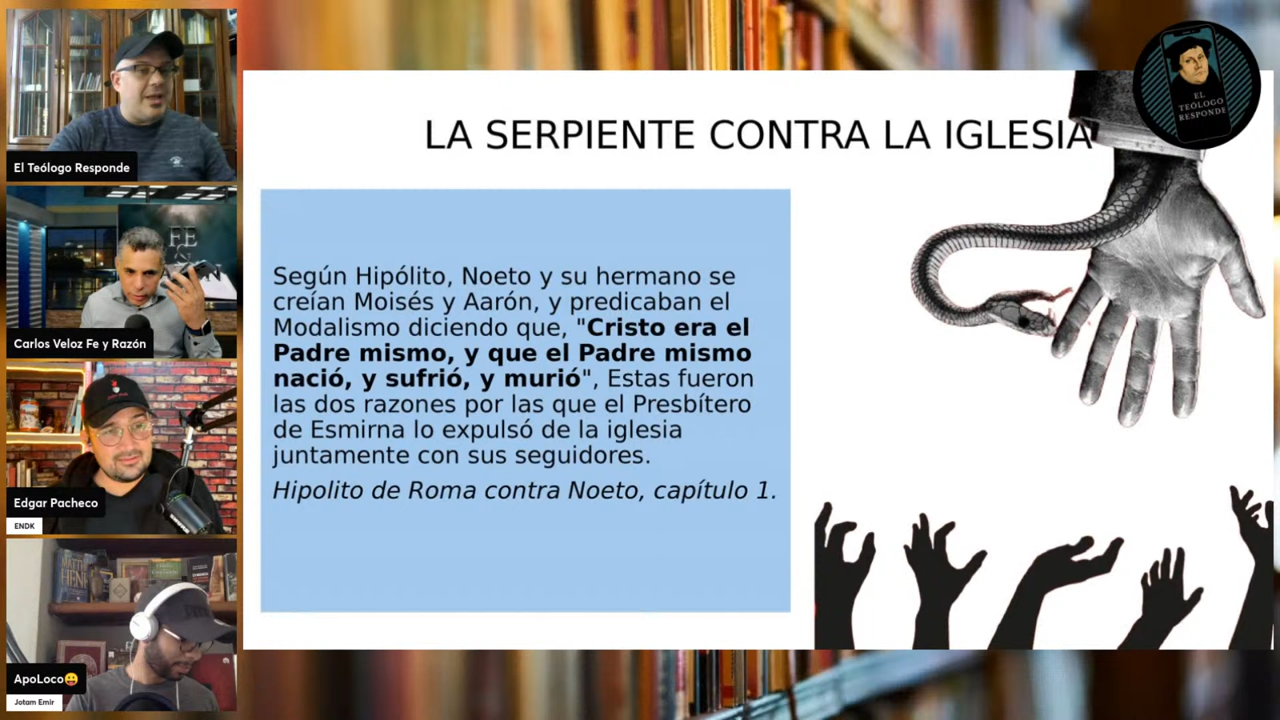 El Teólogo Responde
FE
Carlos Veloz Fe y Razón
Edgar Pacheco
ENDK
MATTHEW
HENRY
ApoLoco😛
Jotam Emir
LA SERPIENTE CONTRA LA IGLESIA
Según Hipólito, Noeto y su hermano se
creían Moisés y Aarón, y predicaban el
Modalismo diciendo que, "Cristo era el
Padre mismo, y que el Padre mismo
nació, y sufrió, y murió", Estas fueron
las dos razones por las que el Presbítero
de Esmirna lo expulsó de la iglesia
juntamente con sus seguidores.
Hipolito de Roma contra Noeto, capítulo 1.
EL
TEÓLOGO
RESPONDE